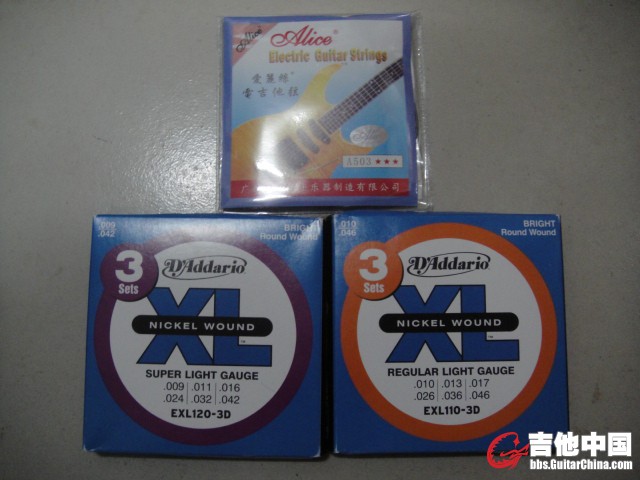 Alice
Alice®
Electric Guitar Strings
爱丽丝
电吉他弦
A503 ★★★
乐器制造有限公司
.009
.042
BRIGHT
Round Wound
3
Sets
D'Addario
XL
NICKEL WOUND
SUPER LIGHT GAUGE
.009 .011 .016
.024 .032 .042
EXL120-3D
.010
.046
BRIGHT
Round Wound
3
Sets
D'Addario
XL
NICKEL WOUND
REGULAR LIGHT GAUGE
.010 .013 .017
.026 .036 .046
EXL110-3D
吉他中国
bbs.GuitarChina.com